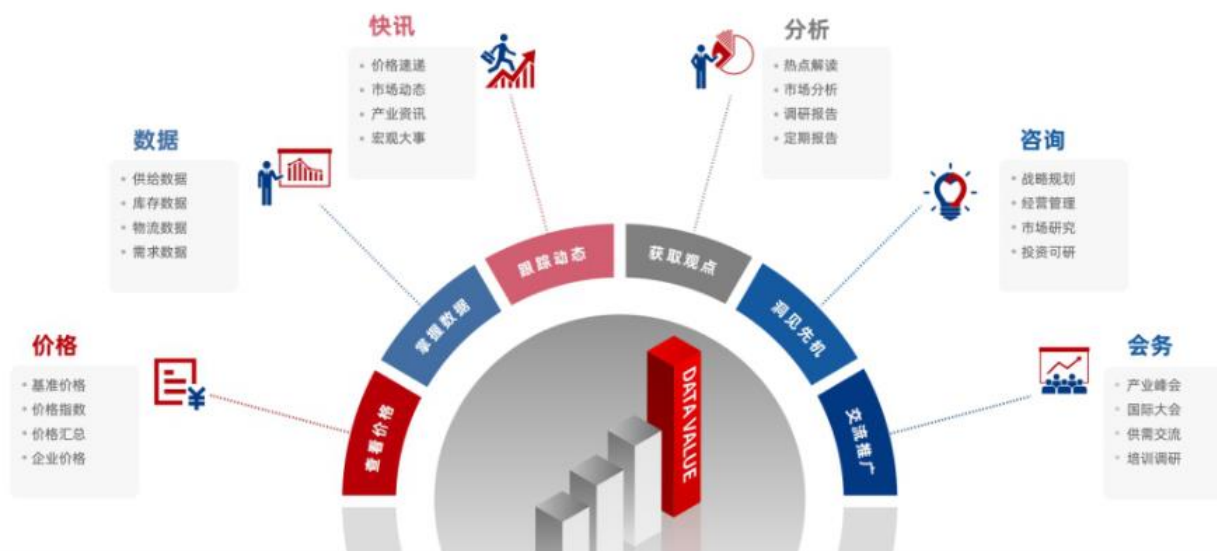 快讯
价格速递
市场动态
产业资讯
宏观大事
分析
热点解读
市场分析
调研报告
定期报告
数据
供给数据
库存数据
物流数据
需求数据
咨询
战略规划
经营管理
市场研究
投资可研
价格
基准价格
价格指数
价格汇总
企业价格
¥
会务
产业峰会
国际大会
供需交流
培训调研
查看价格
掌握数据
跟踪动态
获取观点
洞见先机
交流推广
DATA VALUE